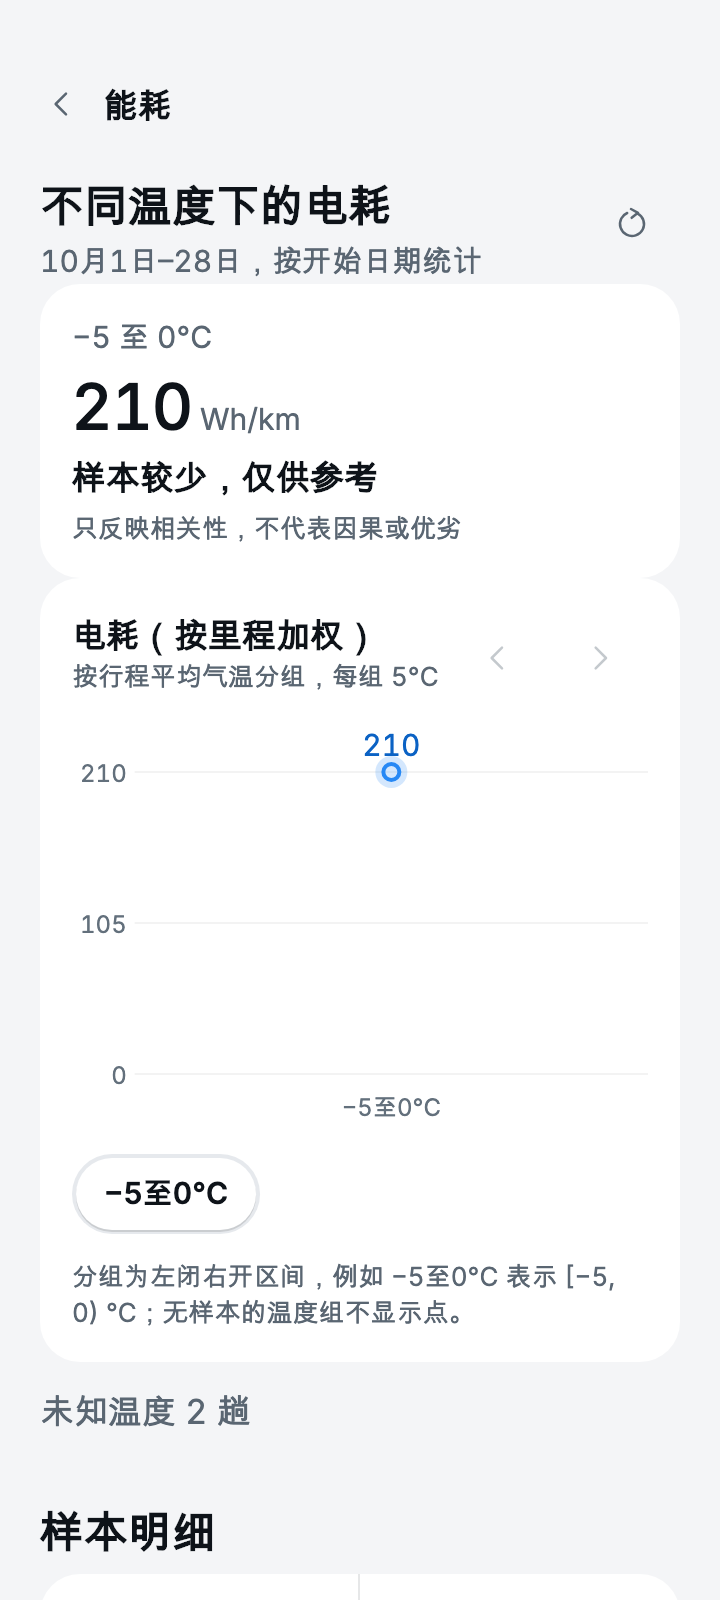 能耗
不同温度下的电耗
10月1日–28日，按开始日期统计
−5 至 0°C
210 Wh/km
样本较少，仅供参考
只反映相关性，不代表因果或优劣
电耗（按里程加权）
按行程平均气温分组，每组 5°C
210
210
105
0
−5至0°C
−5至0°C
分组为左闭右开区间，例如 −5至0°C 表示 [−5,
0) °C；无样本的温度组不显示点。
未知温度 2 趟
样本明细